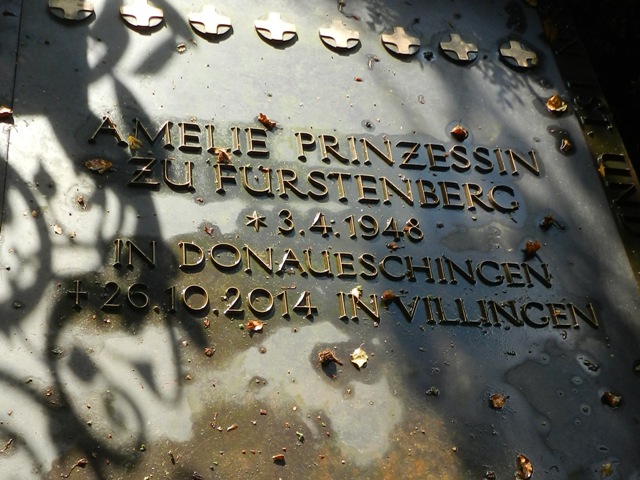 AMELIE PRINZESSIN
ZU FÜRSTENBERG
* 3.4.1948
IN DONAUESCHINGEN
+ 26.10.2014 IN VILLINGEN